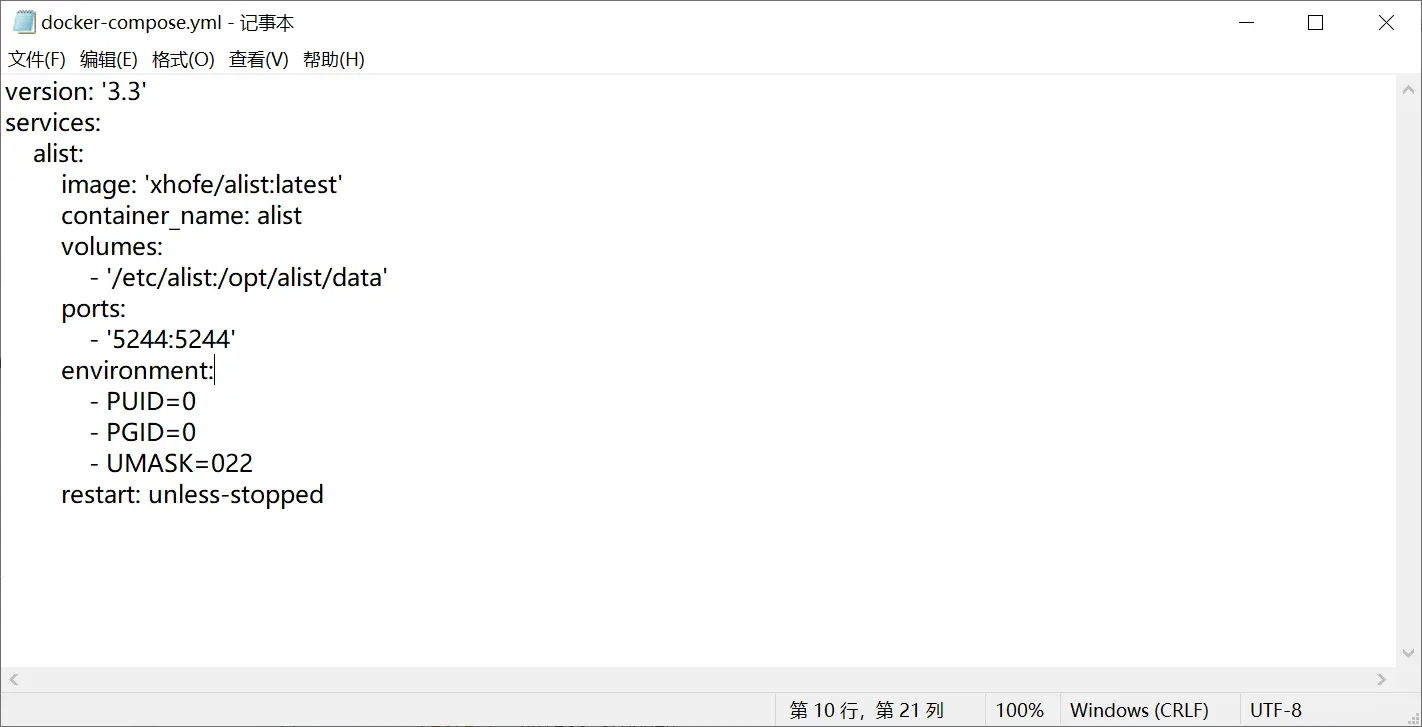 docker-compose.yml - 记事本
文件(F) 编辑(E) 格式(O) 查看(V) 帮助(H)
version: '3.3'
services:
    alist:
        image: 'xhofe/alist:latest'
        container_name: alist
        volumes:
            - '/etc/alist:/opt/alist/data'
        ports:
            - '5244:5244'
        environment:
            - PUID=0
            - PGID=0
            - UMASK=022
        restart: unless-stopped
第 10 行，第 21 列 100% Windows (CRLF) UTF-8